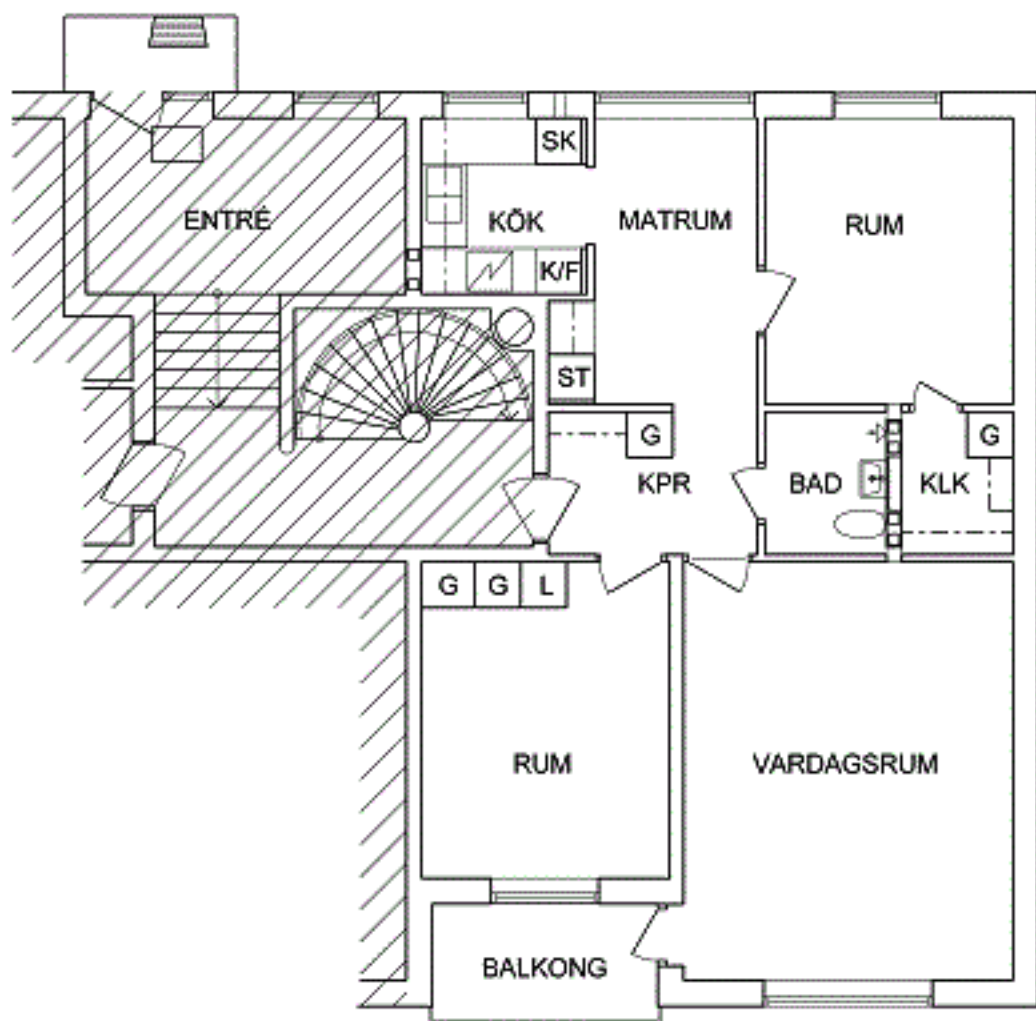 SK
ENTRÉ
KÖK
MATRUM
RUM
K/F
ST
G
KPR
BAD
KLK
G
G
G
L
RUM
VARDAGSRUM
BALKONG